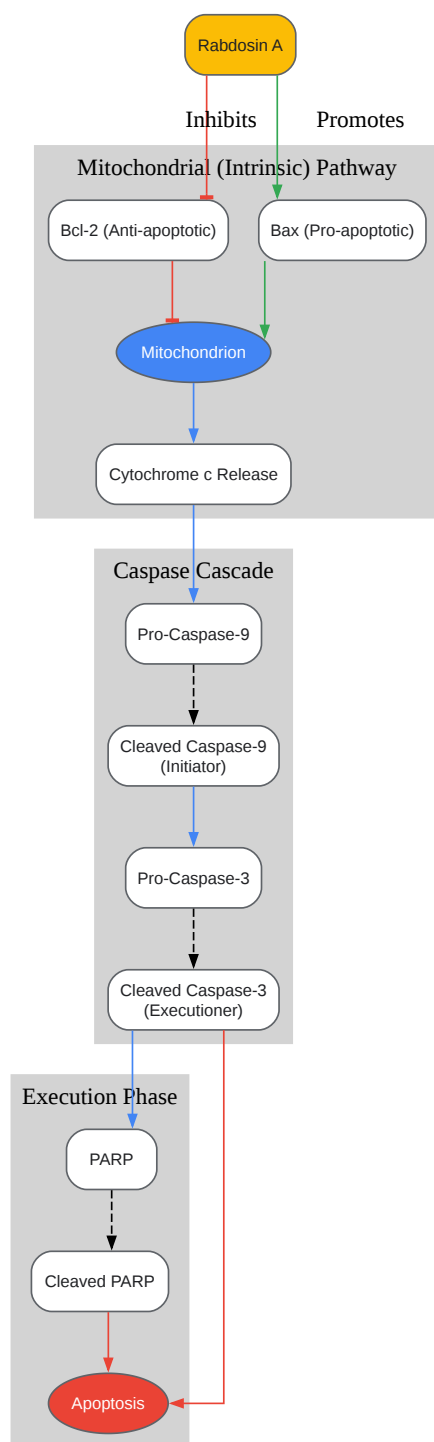 Rabdosin A
Inhibits
Promotes
Mitochondrial (Intrinsic) Pathway
Bcl-2 (Anti-apoptotic)
Bax (Pro-apoptotic)
Mitochondrion
Cytochrome c Release
Caspase Cascade
Pro-Caspase-9
Cleaved Caspase-9
(Initiator)
Pro-Caspase-3
Cleaved Caspase-3
(Executioner)
Execution Phase
PARP
Cleaved PARP
Apoptosis